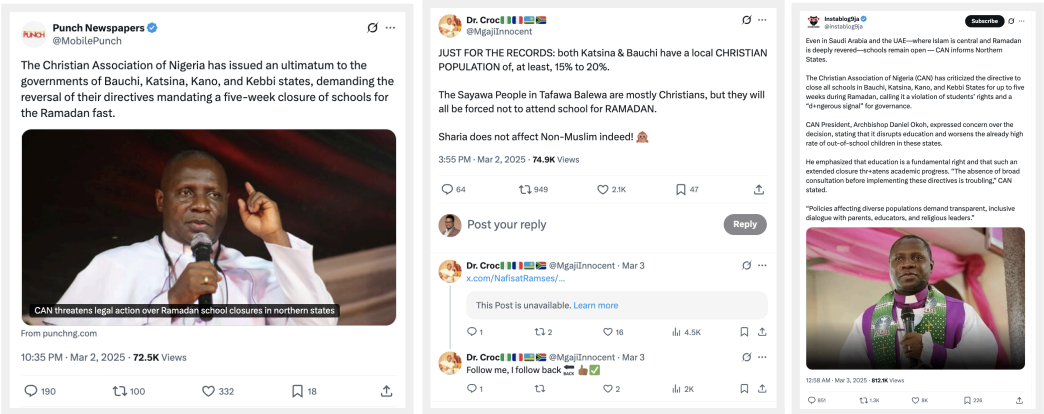 Punch Newspapers
@MobilePunch
The Christian Association of Nigeria has issued an ultimatum to the
governments of Bauchi, Katsina, Kano, and Kebbi states, demanding the
reversal of their directives mandating a five-week closure of schools for
the Ramadan fast.
CAN threatens legal action over Ramadan school closures in northern states
From punchng.com
10:35 PM · Mar 2, 2025 · 72.5K Views
190 100 332 18
Dr. Croc
@MgajiInnocent
JUST FOR THE RECORDS: both Katsina & Bauchi have a local CHRISTIAN
POPULATION of, at least, 15% to 20%.
The Sayawa People in Tafawa Balewa are mostly Christians, but they will
all be forced not to attend school for RAMADAN.
Sharia does not affect Non-Muslim indeed! 🙊
3:55 PM · Mar 2, 2025 · 74.9K Views
64 949 2.1K 47
Post your reply
Reply
Dr. Croc @MgajiInnocent · Mar 3
x.com/NafisatRamses/...
This Post is unavailable. Learn more
1 2 16 4.5K
Dr. Croc @MgajiInnocent · Mar 3
Follow me, I follow back 🔙 👍🏾 ✅
1 2 2K
Instablog9ja
@instablog9ja
Subscribe
Even in Saudi Arabia and the UAE—where Islam is central and Ramadan
is deeply revered—schools remain open — CAN informs Northern
States.
The Christian Association of Nigeria (CAN) has criticized the directive to
close all schools in Bauchi, Katsina, Kano, and Kebbi States for up to five
weeks during Ramadan, calling it a violation of students' rights and a
"d+ngerous signal" for governance.
CAN President, Archbishop Daniel Okoh, expressed concern over the
decision, stating that it disrupts education and worsens the already high
rate of out-of-school children in these states.
He emphasized that education is a fundamental right and that such an
extended closure thr+atens academic progress. "The absence of broad
consultation before implementing these directives is troubling," CAN
stated.
"Policies affecting diverse populations demand transparent, inclusive
dialogue with parents, educators, and religious leaders."
12:58 AM · Mar 3, 2025 · 812.1K Views
851 1.3K 6K 226